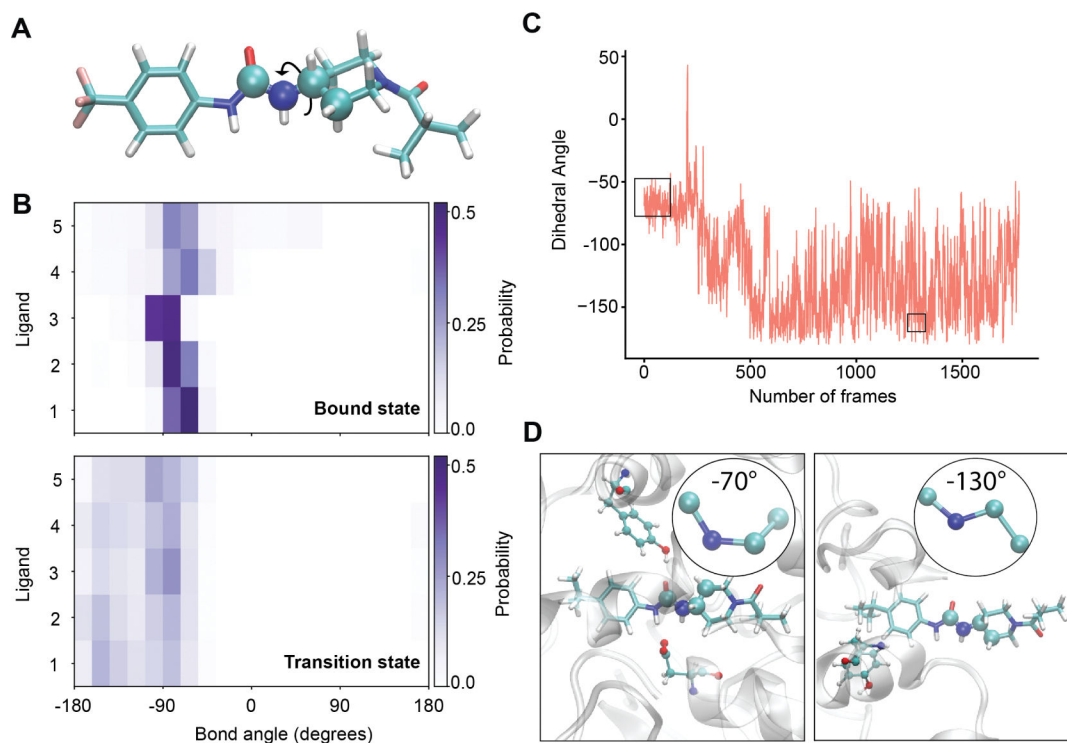 A
B
5
4
3
2
1
Ligand
Bound state
0.5
0.25
0.0
Probability
5
4
3
2
1
Ligand
Transition state
0.5
0.25
0.0
Probability
-180
-90
0
90
180
Bond angle (degrees)
C
50
0
−50
-100
−150
Dihedral Angle
0
500
1000
1500
Number of frames
D
-70°
-130°